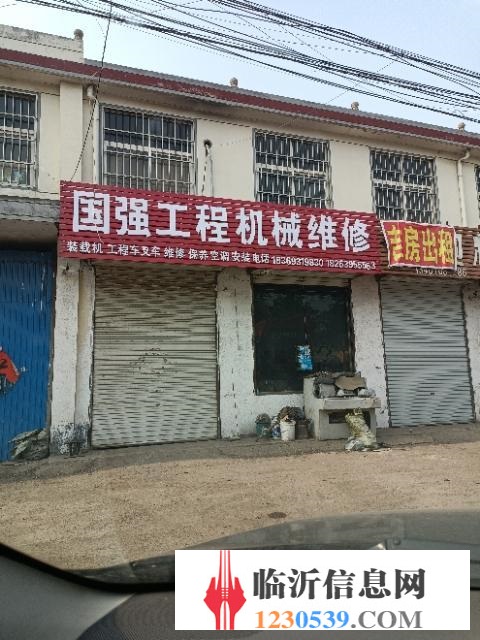 国强工程机械维修
装载机 工程车叉车 维修 保养空调安装电话
吉房出租
临沂信息网
1230539.com